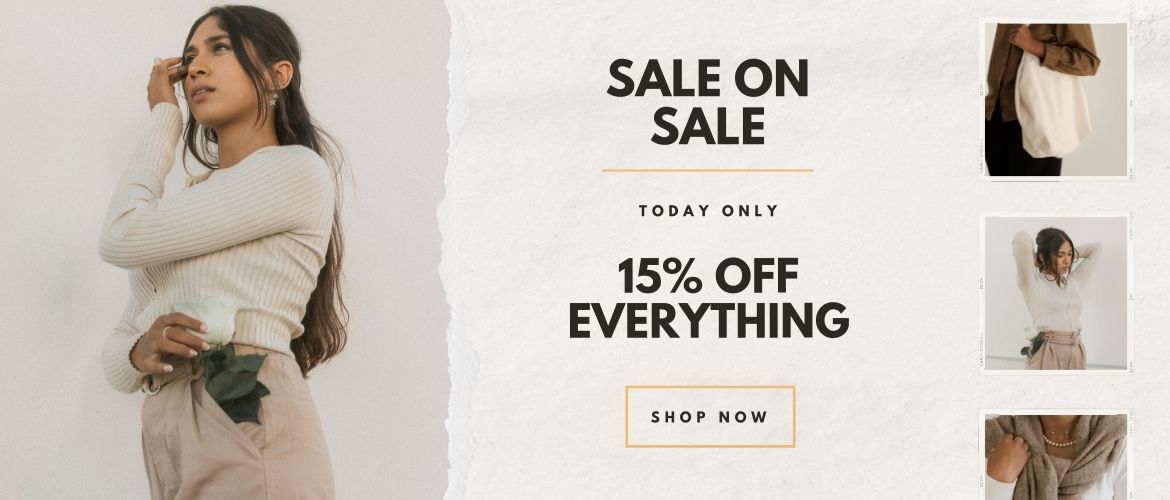 SALE ON
SALE
TODAY ONLY
15% OFF
EVERYTHING
SHOP NOW